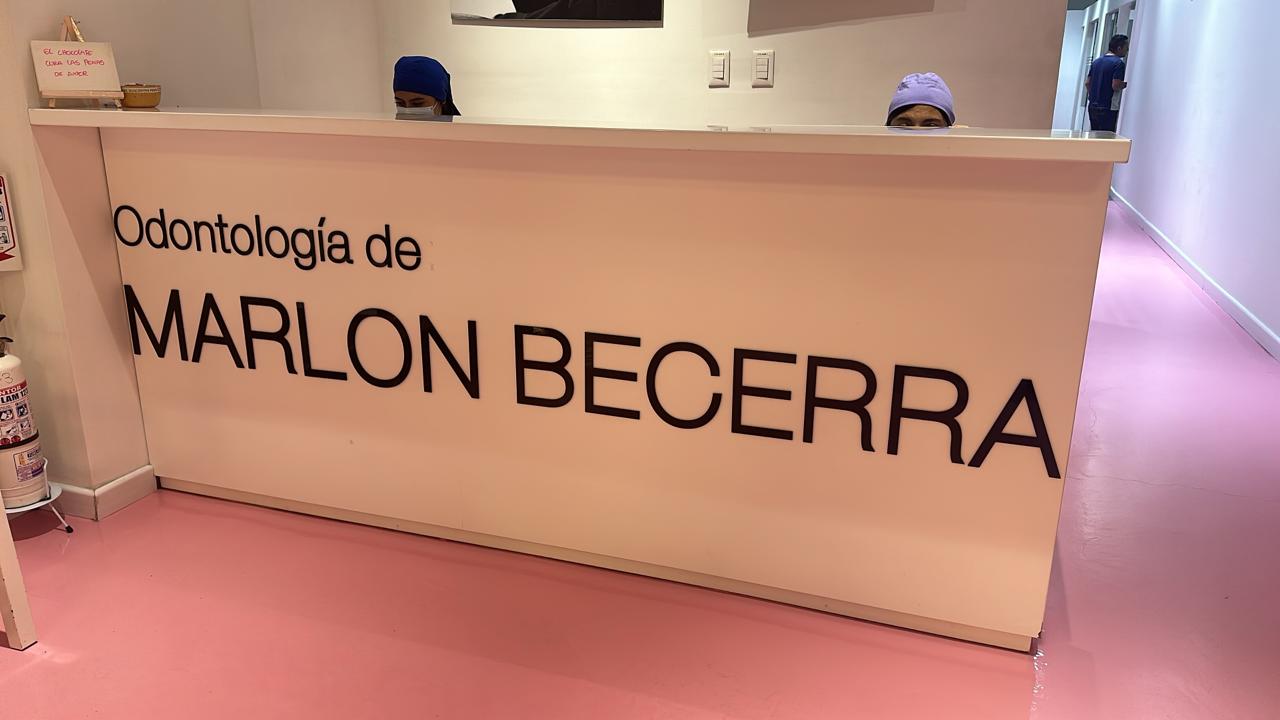 EL CHOCOLATE
CURA LAS PENAS
DE AMOR
Odontología de
MARLON BECERRA